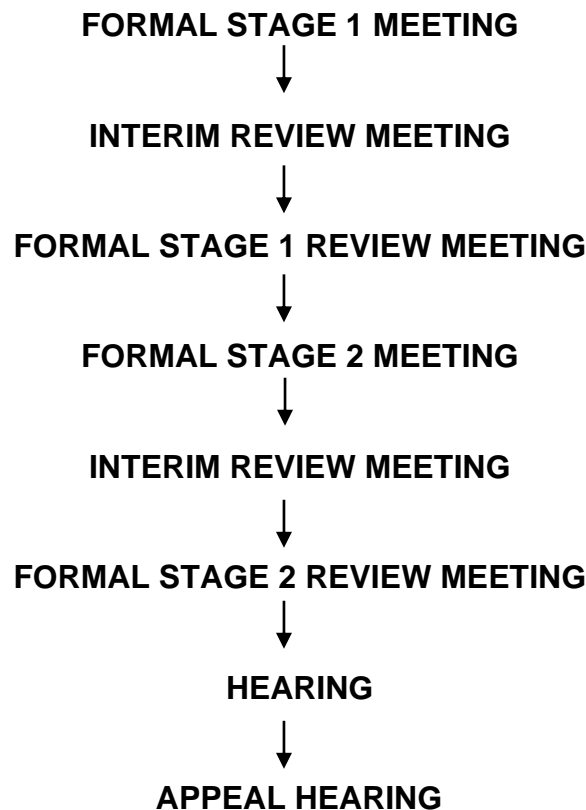 FORMAL STAGE 1 MEETING
INTERIM REVIEW MEETING
FORMAL STAGE 1 REVIEW MEETING
FORMAL STAGE 2 MEETING
INTERIM REVIEW MEETING
FORMAL STAGE 2 REVIEW MEETING
HEARING
APPEAL HEARING